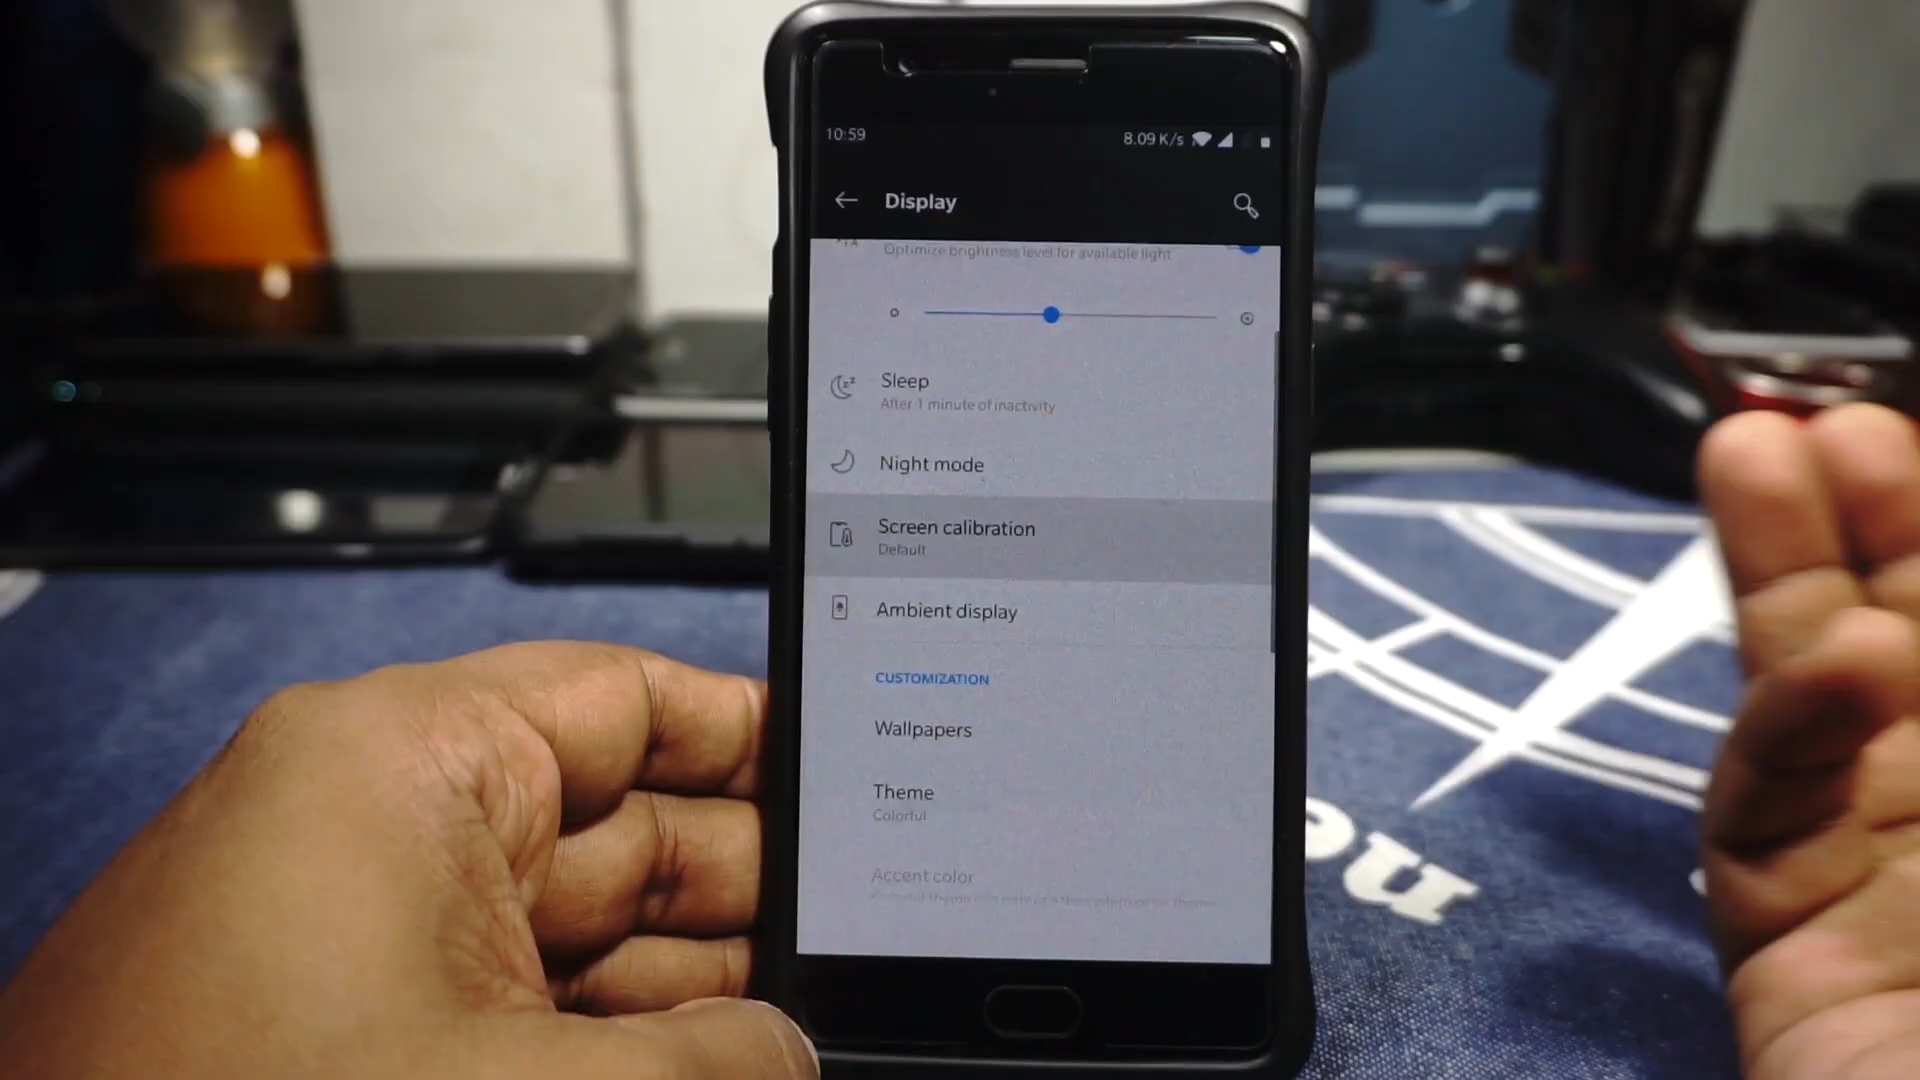 10:59
8.09 K/s
Display
Optimize brightness level for available light
Sleep
After 1 minute of inactivity
Night mode
Screen calibration
Default
Ambient display
CUSTOMIZATION
Wallpapers
Theme
Colorful
Accent color
ne